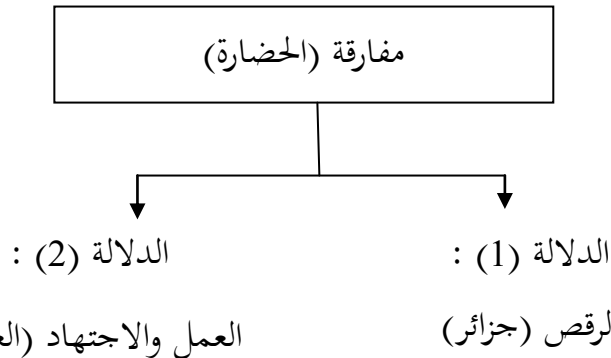 مفارقة (الحضارة)
الدلالة (1) :
الدلالة (2) :
لرقص (جزائر)
العمل والاجتهاد